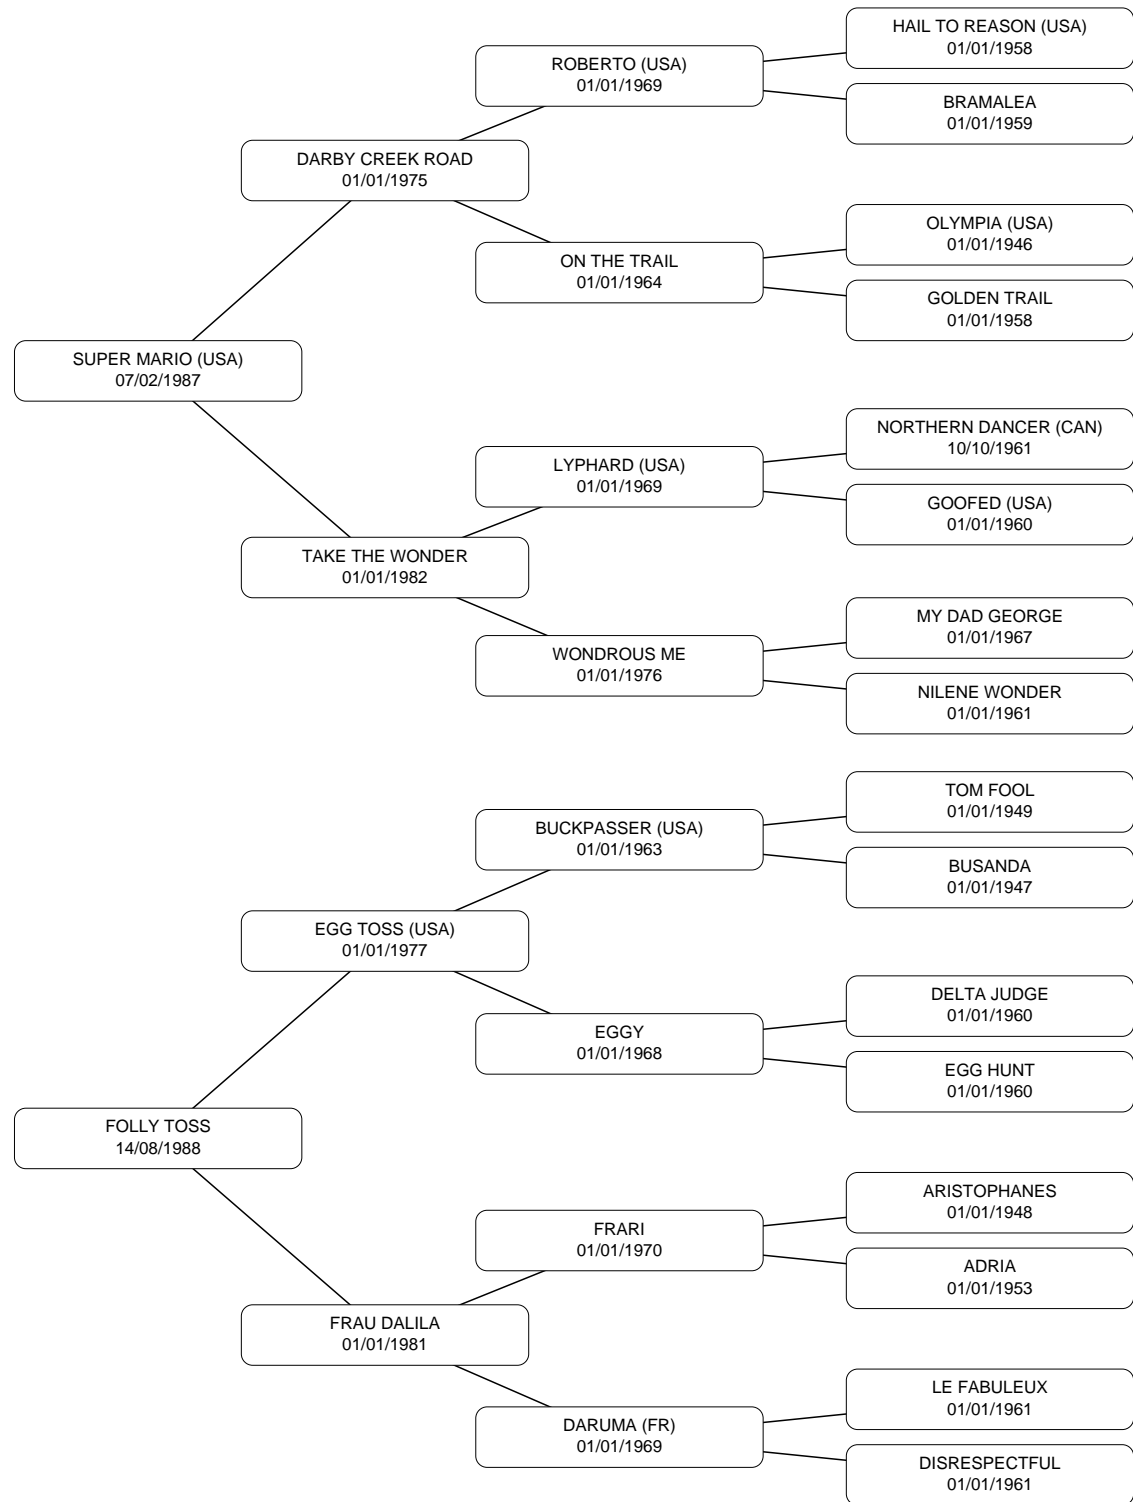 HAIL TO REASON (USA)
01/01/1958
ROBERTO (USA)
01/01/1969
BRAMALEA
01/01/1959
DARBY CREEK ROAD
01/01/1975
OLYMPIA (USA)
01/01/1946
ON THE TRAIL
01/01/1964
GOLDEN TRAIL
01/01/1958
SUPER MARIO (USA)
07/02/1987
NORTHERN DANCER (CAN)
10/10/1961
LYPHARD (USA)
01/01/1969
GOOFED (USA)
01/01/1960
TAKE THE WONDER
01/01/1982
MY DAD GEORGE
01/01/1967
WONDROUS ME
01/01/1976
NILENE WONDER
01/01/1961
TOM FOOL
01/01/1949
BUCKPASSER (USA)
01/01/1963
BUSANDA
01/01/1947
EGG TOSS (USA)
01/01/1977
DELTA JUDGE
01/01/1960
EGGY
01/01/1968
EGG HUNT
01/01/1960
FOLLY TOSS
14/08/1988
ARISTOPHANES
01/01/1948
FRARI
01/01/1970
ADRIA
01/01/1953
FRAU DALILA
01/01/1981
LE FABULEUX
01/01/1961
DARUMA (FR)
01/01/1969
DISRESPECTFUL
01/01/1961